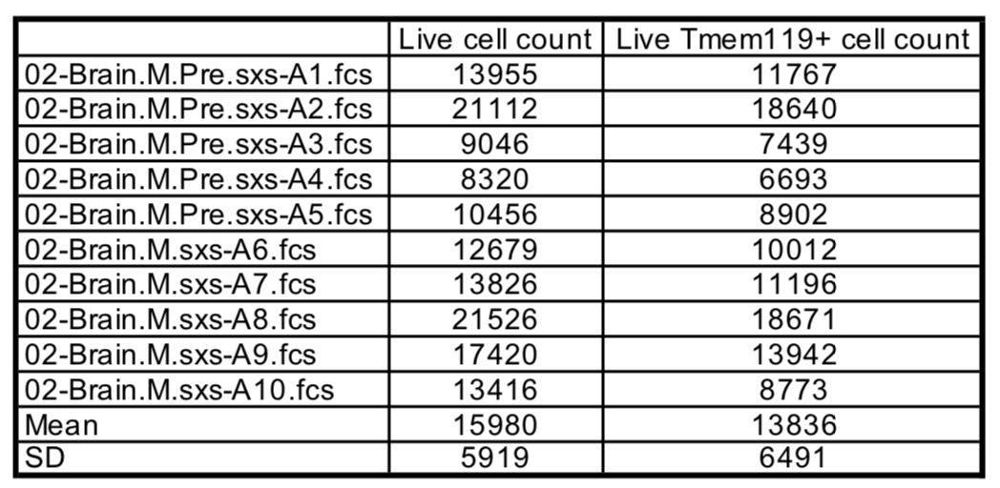 Live cell count Live Tmem119+ cell count
02-Brain.M.Pre.sxs-A1.fcs 13955 11767
02-Brain.M.Pre.sxs-A2.fcs 21112 18640
02-Brain.M.Pre.sxs-A3.fcs 9046 7439
02-Brain.M.Pre.sxs-A4.fcs 8320 6693
02-Brain.M.Pre.sxs-A5.fcs 10456 8902
02-Brain.M.sxs-A6.fcs 12679 10012
02-Brain.M.sxs-A7.fcs 13826 11196
02-Brain.M.sxs-A8.fcs 21526 18671
02-Brain.M.sxs-A9.fcs 17420 13942
02-Brain.M.sxs-A10.fcs 13416 8773
Mean 15980 13836
SD 5919 6491